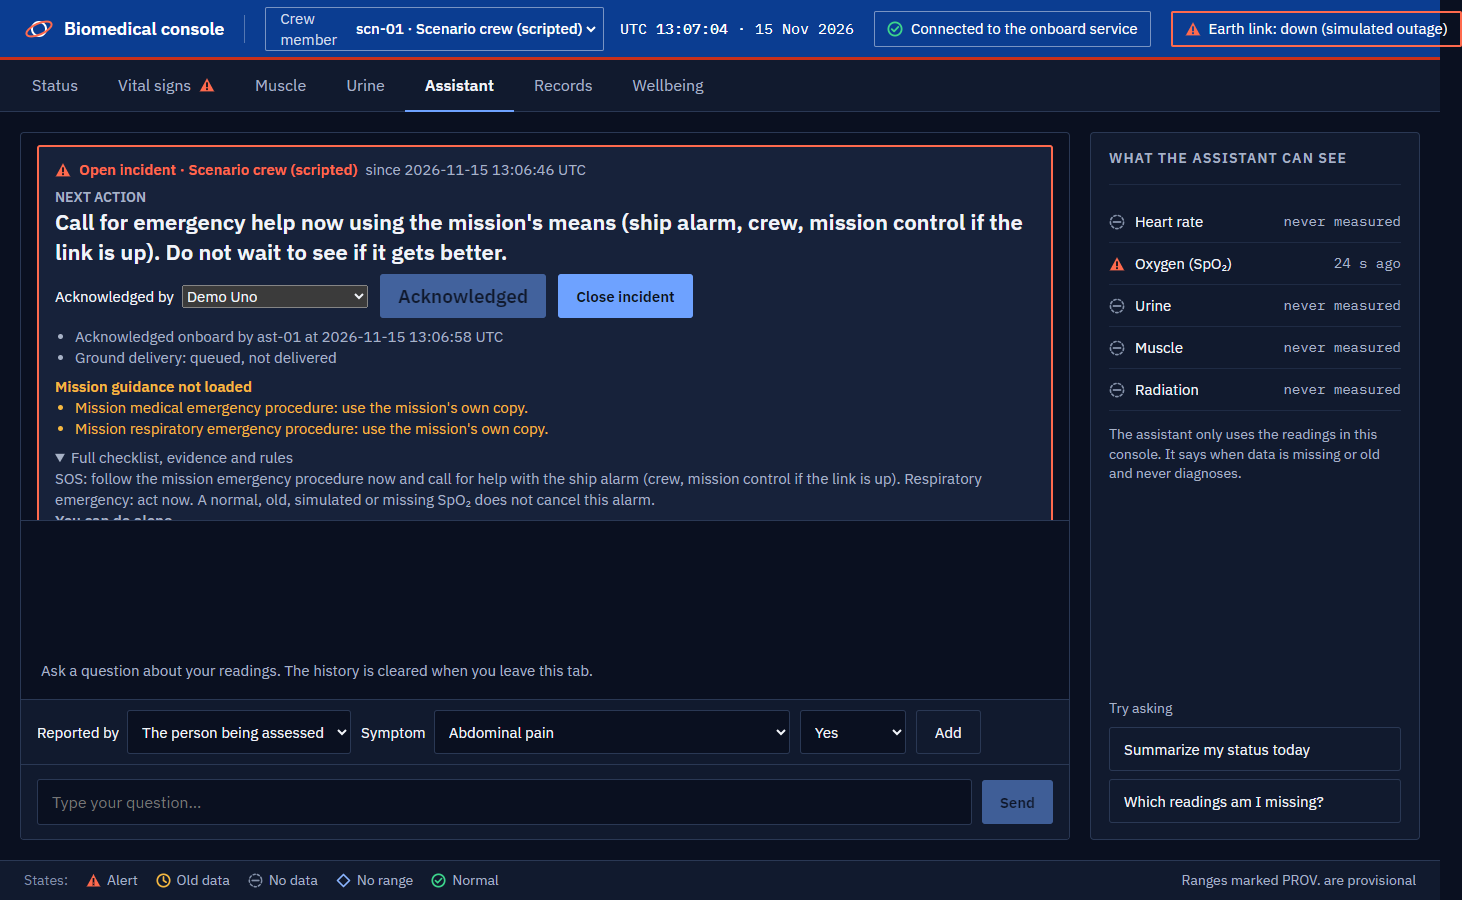 Biomedical console
Crew member
scn-01 · Scenario crew (scripted)
UTC 13:07:04 · 15 Nov 2026
Connected to the onboard service
Earth link: down (simulated outage)
Status
Vital signs
Muscle
Urine
Assistant
Records
Wellbeing
Open incident · Scenario crew (scripted) since 2026-11-15 13:06:46 UTC
NEXT ACTION
Call for emergency help now using the mission's means (ship alarm, crew, mission control if the
link is up). Do not wait to see if it gets better.
Acknowledged by
Demo Uno
Acknowledged
Close incident
Acknowledged onboard by ast-01 at 2026-11-15 13:06:58 UTC
Ground delivery: queued, not delivered
Mission guidance not loaded
Mission medical emergency procedure: use the mission's own copy.
Mission respiratory emergency procedure: use the mission's own copy.
Full checklist, evidence and rules
SOS: follow the mission emergency procedure now and call for help with the ship alarm (crew, mission control if the link is up). Respiratory
emergency: act now. A normal, old, simulated or missing SpO₂ does not cancel this alarm.
You can do alone
Ask a question about your readings. The history is cleared when you leave this tab.
Reported by
The person being assessed
Symptom
Abdominal pain
Yes
Add
Type your question...
Send
WHAT THE ASSISTANT CAN SEE
Heart rate never measured
Oxygen (SpO₂) 24 s ago
Urine never measured
Muscle never measured
Radiation never measured
The assistant only uses the readings in this
console. It says when data is missing or old
and never diagnoses.
Try asking
Summarize my status today
Which readings am I missing?
States: Alert Old data No data No range Normal
Ranges marked PROV. are provisional